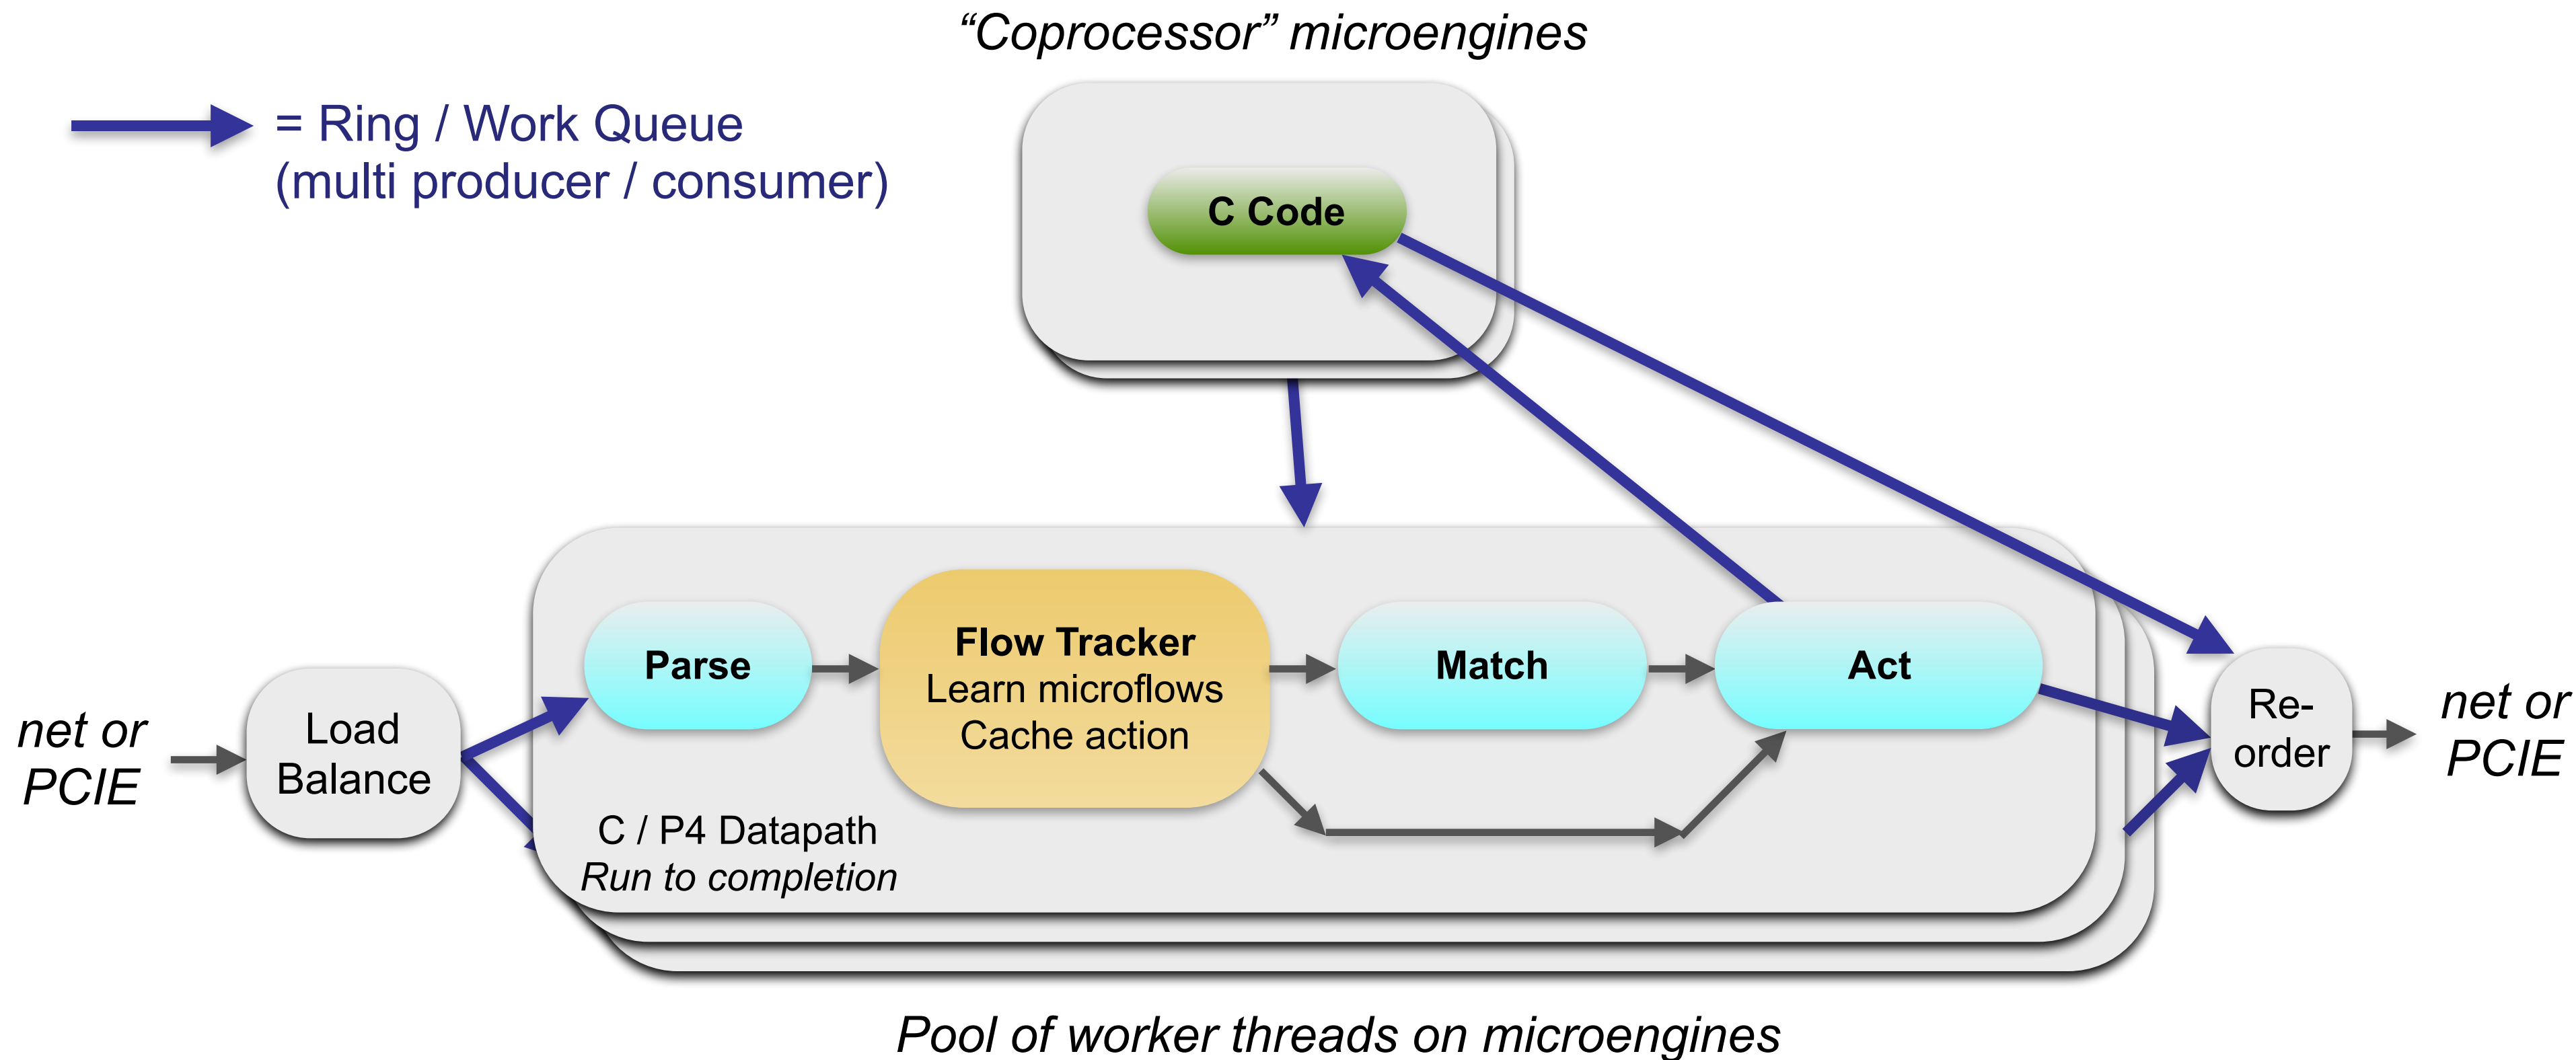 “Coprocessor” microengines
= Ring / Work Queue
(multi producer / consumer)
C Code
net or
PCIE
Load
Balance
Parse
Flow Tracker
Learn microflows
Cache action
Match
Act
C / P4 Datapath
Run to completion
Re-
order
net or
PCIE
Pool of worker threads on microengines